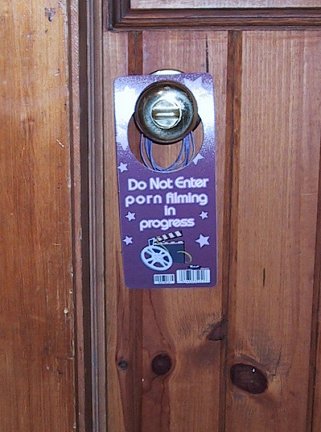 Do Not Enter
porn filming
in
progress